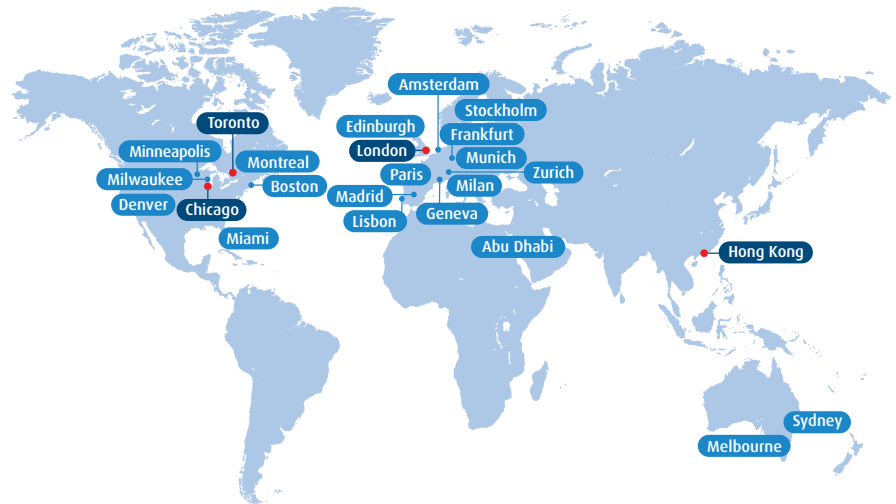 Amsterdam
Stockholm
Edinburgh
Toronto
Frankfurt
London
Minneapolis
Montreal
Munich
Paris
Zurich
Milwaukee
Boston
Milan
Madrid
Denver
Chicago
Geneva
Lisbon
Miami
Abu Dhabi
Hong Kong
Sydney
Melbourne